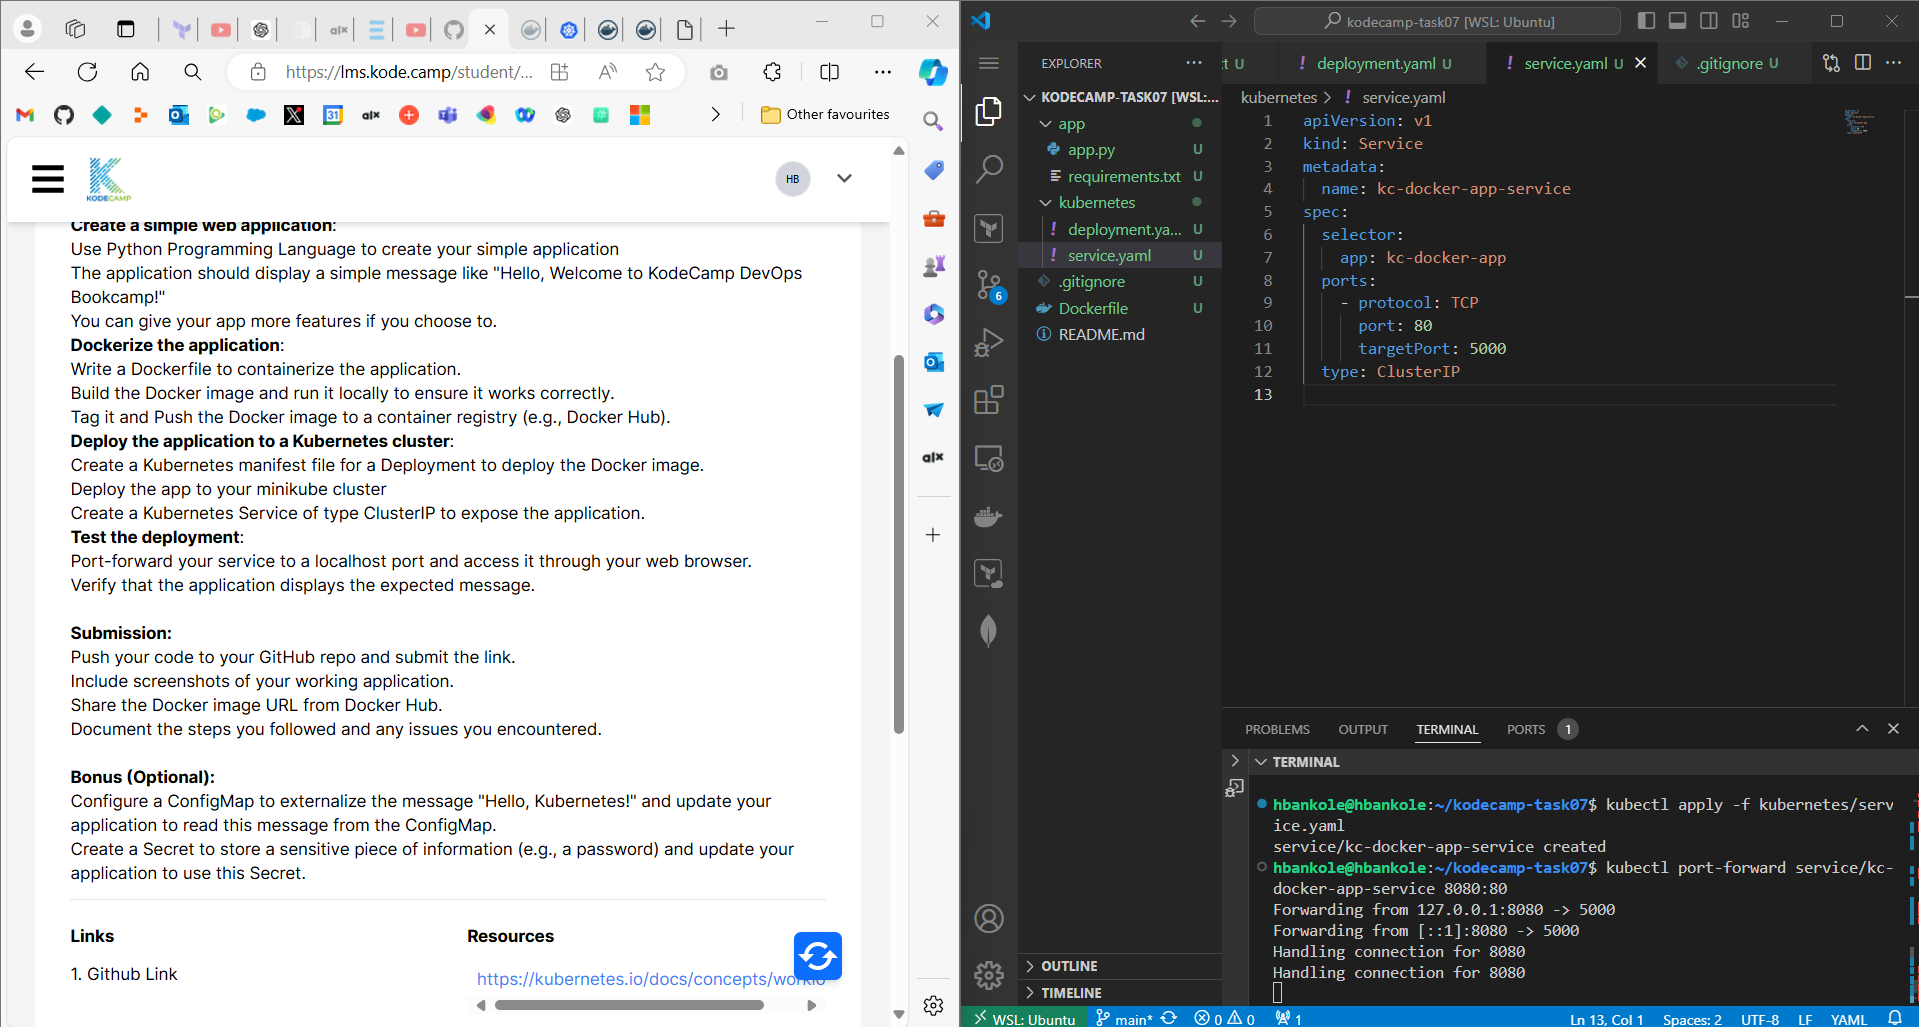 https://lms.kode.camp/student/...
Other favourites
KODECAMP
HB
Create a simple web application:
Use Python Programming Language to create your simple application
The application should display a simple message like "Hello, Welcome to KodeCamp DevOps
Bookcamp!"
You can give your app more features if you choose to.
Dockerize the application:
Write a Dockerfile to containerize the application.
Build the Docker image and run it locally to ensure it works correctly.
Tag it and Push the Docker image to a container registry (e.g., Docker Hub).
Deploy the application to a Kubernetes cluster:
Create a Kubernetes manifest file for a Deployment to deploy the Docker image.
Deploy the app to your minikube cluster
Create a Kubernetes Service of type ClusterIP to expose the application.
Test the deployment:
Port-forward your service to a localhost port and access it through your web browser.
Verify that the application displays the expected message.
Submission:
Push your code to your GitHub repo and submit the link.
Include screenshots of your working application.
Share the Docker image URL from Docker Hub.
Document the steps you followed and any issues you encountered.
Bonus (Optional):
Configure a ConfigMap to externalize the message "Hello, Kubernetes!" and update your
application to read this message from the ConfigMap.
Create a Secret to store a sensitive piece of information (e.g., a password) and update your
application to use this Secret.
Links
Resources
1. Github Link
https://kubernetes.io/docs/concepts/worklo
alx
kodecamp-task07 [WSL: Ubuntu]
EXPLORER
KODECAMP-TASK07 [WSL:...
app
app.py U
requirements.txt U
kubernetes
deployment.ya... U
service.yaml U
.gitignore U
Dockerfile U
README.md
6
OUTLINE
TIMELINE
xt U
! deployment.yaml U
! service.yaml U
.gitignore U
kubernetes > ! service.yaml
1 apiVersion: v1
2 kind: Service
3 metadata:
4 name: kc-docker-app-service
5 spec:
6 selector:
7 app: kc-docker-app
8 ports:
9 - protocol: TCP
10 port: 80
11 targetPort: 5000
12 type: ClusterIP
13
PROBLEMS OUTPUT TERMINAL PORTS 1
TERMINAL
hbankole@hbankole:~/kodecamp-task07$ kubectl apply -f kubernetes/serv
ice.yaml
service/kc-docker-app-service created
hbankole@hbankole:~/kodecamp-task07$ kubectl port-forward service/kc-
docker-app-service 8080:80
Forwarding from 127.0.0.1:8080 -> 5000
Forwarding from [::1]:8080 -> 5000
Handling connection for 8080
Handling connection for 8080
WSL: Ubuntu main* 0 0 1 Ln 13, Col 1 Spaces: 2 UTF-8 LF YAML